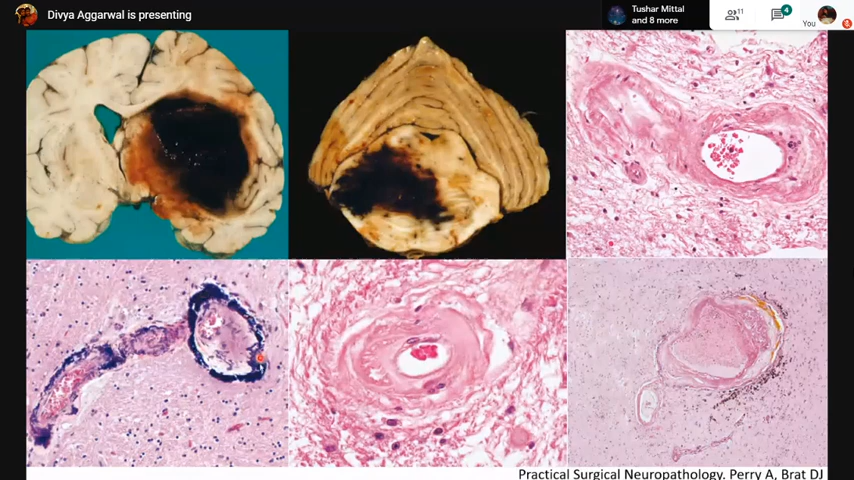 Divya Aggarwal is presenting
Tushar Mittal
and 8 more
11
4
You
Practical Surgical Neuropathology. Perry A, Brat DJ